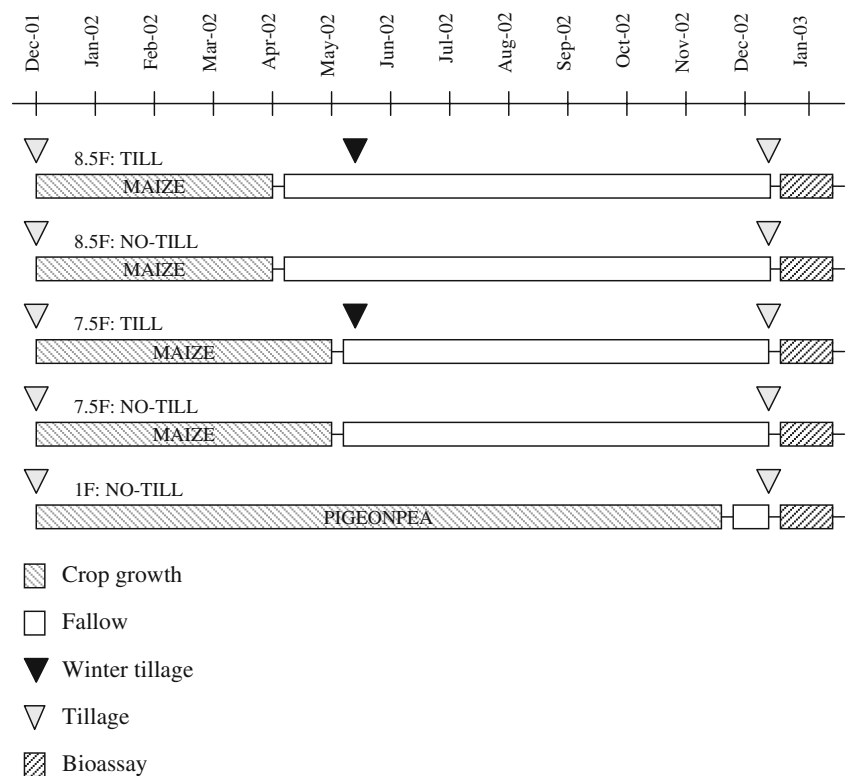 Dec-01 Jan-02 Feb-02 Mar-02 Apr-02 May-02 Jun-02 Jul-02 Aug-02 Sep-02 Oct-02 Nov-02 Dec-02 Jan-03
8.5F: TILL
MAIZE
8.5F: NO-TILL
MAIZE
7.5F: TILL
MAIZE
7.5F: NO-TILL
MAIZE
1F: NO-TILL
PIGEONPEA
Crop growth
Fallow
Winter tillage
Tillage
Bioassay